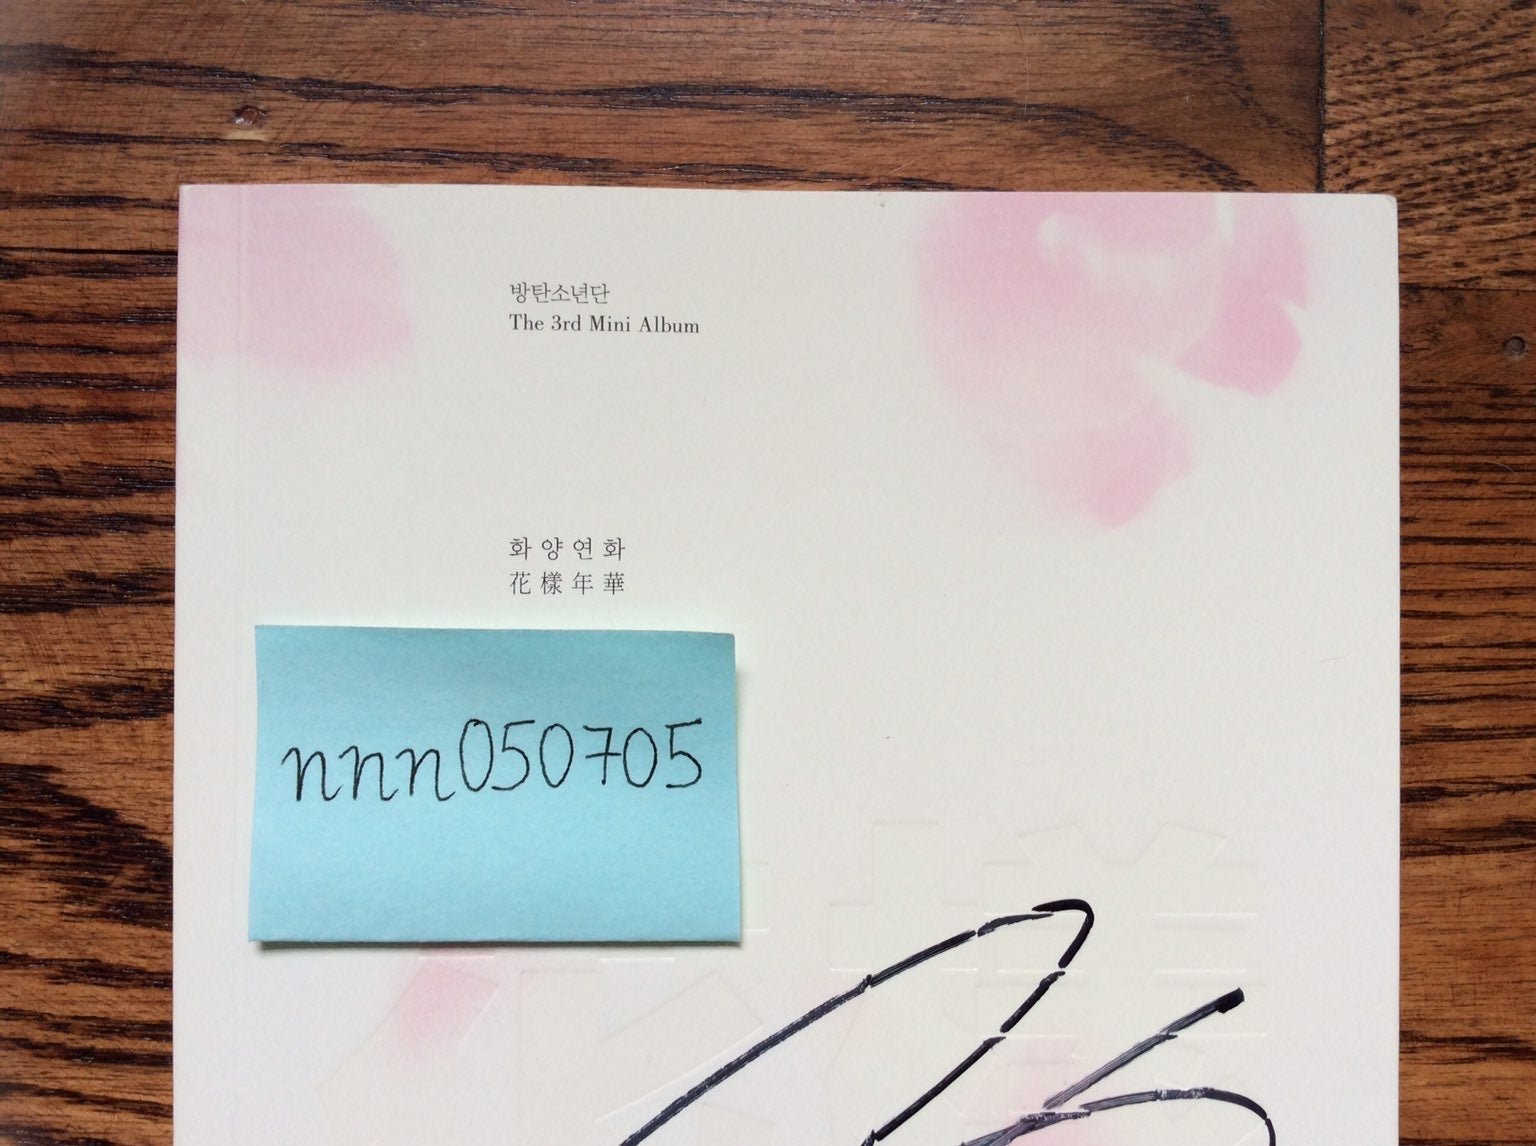 방탄소년단
The 3rd Mini Album
화양연화
花樣年華
nnn050705